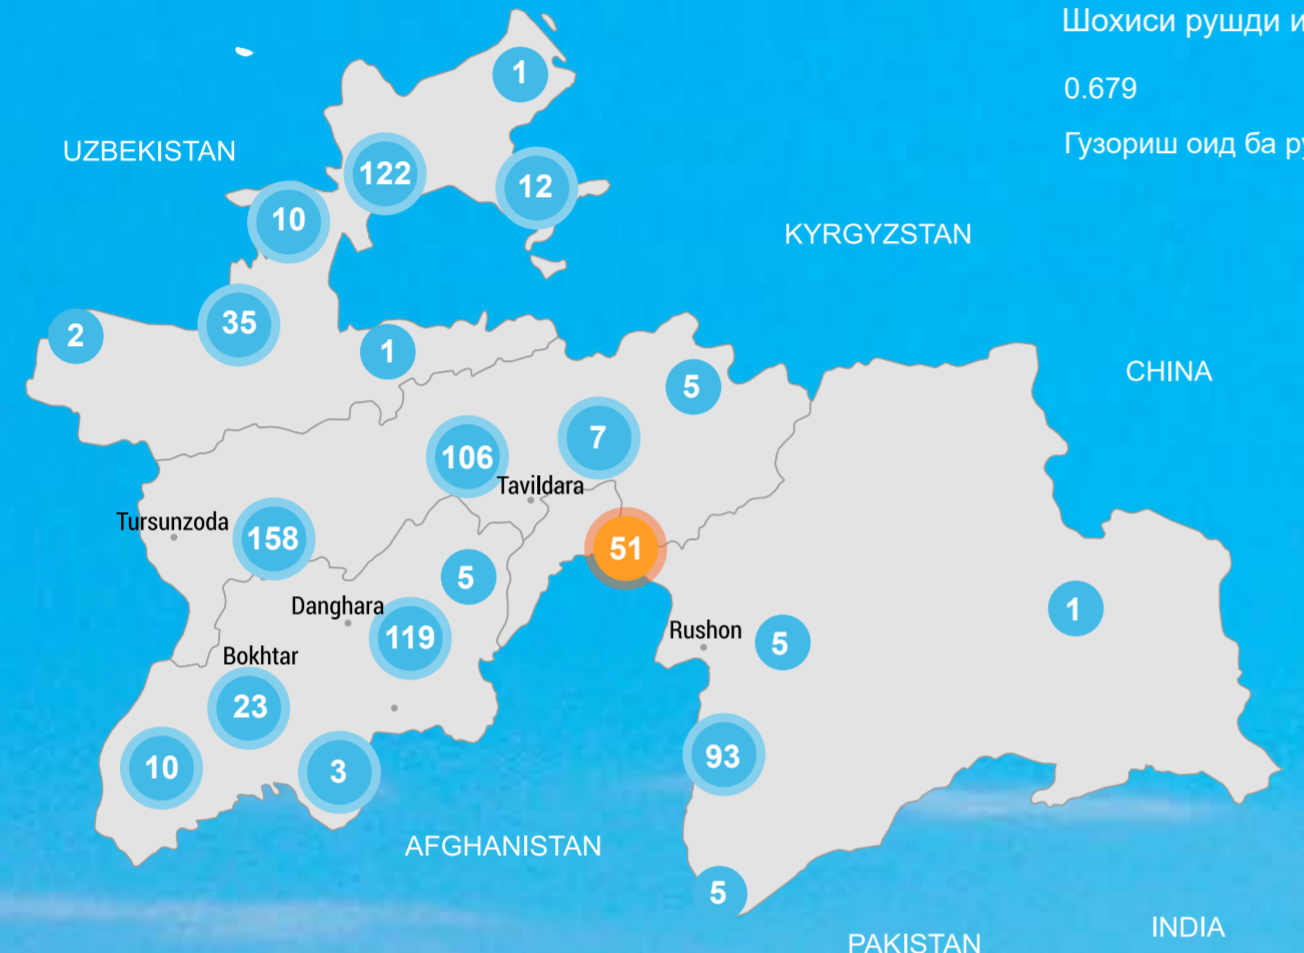 Шохиси рушди и
1
0.679
Гузориш оид ба ру
UZBEKISTAN
122
12
10
KYRGYZSTAN
2
35
1
CHINA
5
7
106
Tavildara
Tursunzoda
158
51
5
Danghara
119
1
Rushon
5
Bokhtar
23
93
10
3
AFGHANISTAN
5
INDIA
PAKISTAN